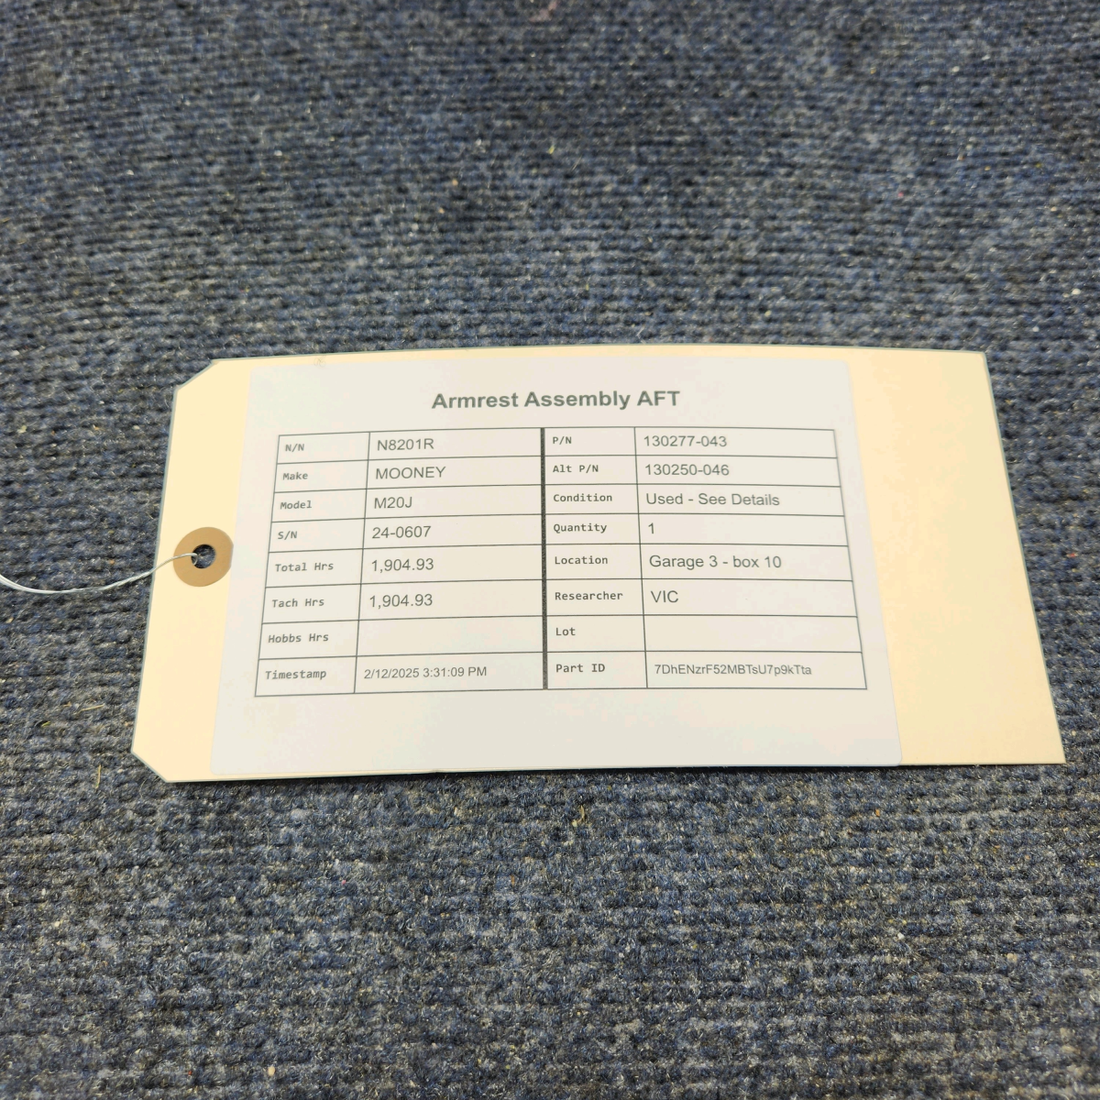 Armrest Assembly AFT
N/N N8201R P/N 130277-043
Make MOONEY Alt P/N 130250-046
Model M20J Condition Used - See Details
S/N 24-0607 Quantity 1
Total Hrs 1,904.93 Location Garage 3 - box 10
Tach Hrs 1,904.93 Researcher VIC
Hobbs Hrs Lot
Timestamp 2/12/2025 3:31:09 PM Part ID 7DhENzrF52MBTsU7p9kTta